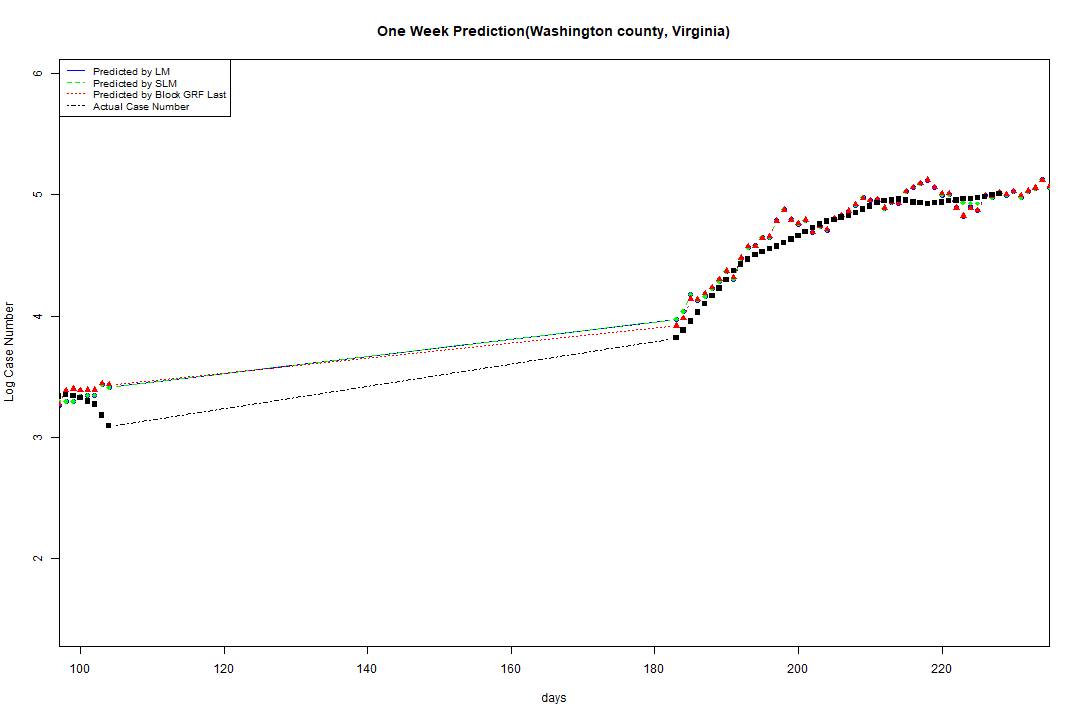 One Week Prediction(Washington county, Virginia)
Predicted by LM
Predicted by SLM
Predicted by Block GRF Last
Actual Case Number
6
5
4
3
2
Log Case Number
100 120 140 160 180 200 220
days